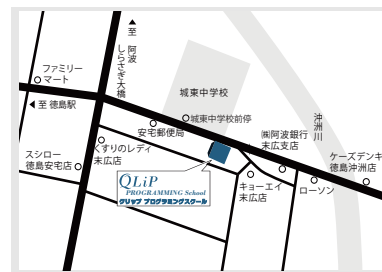 至 阿波しらさぎ大橋
ファミリー
マート
至 徳島駅
城東中学校
城東中学校前停
安宅郵便局
沖洲川
㈱阿波銀行
末広支店
ケーズデンキ
徳島沖洲店
くすりのレディ
末広店
スシロー
徳島安宅店
キョーエイ
末広店
ローソン
QLiP
PROGRAMMING School
クリップ プログラミングスクール